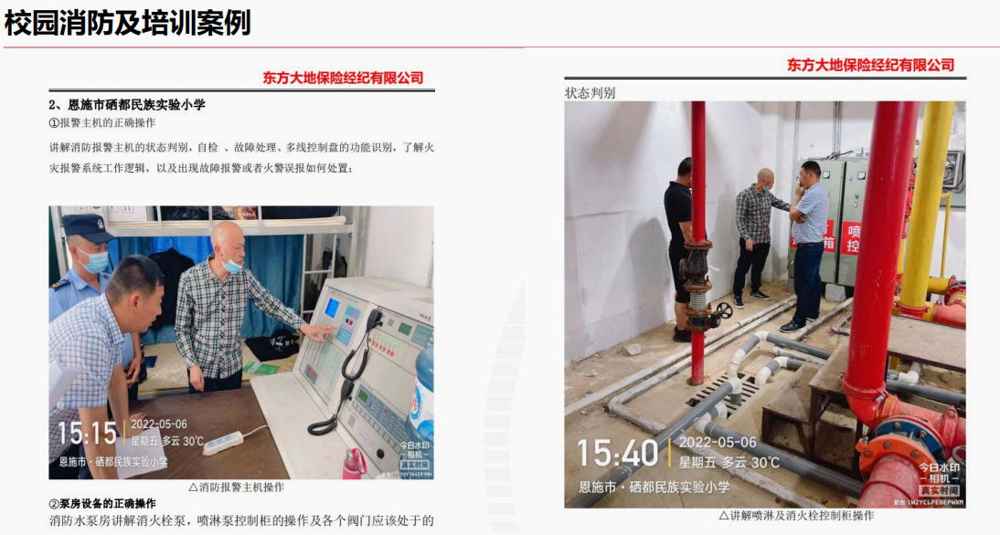 校园消防及培训案例
东方大地保险经纪有限公司
2、恩施市硒都民族实验小学
①报警主机的正确操作
讲解消防报警主机的状态判别，自检 、故障处理、多线控制盘的功能识别，了解火
灾报警系统工作逻辑，以及出现故障报警或者火警误报如何处置；
15:15
2022-05-06
星期五 多云 30℃
恩施市·硒都民族实验小学
今日水印
-相机-
真实时间
△消防报警主机操作
②泵房设备的正确操作
消防水泵房讲解消火栓泵，喷淋泵控制柜的操作及各个阀门应该处于的
东方大地保险经纪有限公司
状态判别
箱
喷
控
15:40
2022-05-06
星期五 多云 30℃
恩施市·硒都民族实验小学
今日水印
-相机-
真实时间
防伪 1W2YCLPEBEPWXM
△讲解喷淋及消火栓控制柜操作